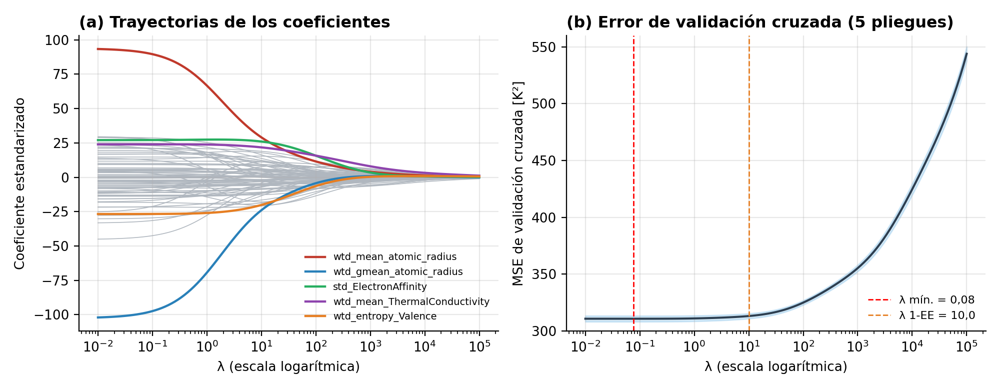 (a) Trayectorias de los coeficientes
Coeficiente estandarizado
100
75
50
25
0
−25
−50
−75
−100
wtd_mean_atomic_radius
wtd_gmean_atomic_radius
std_ElectronAffinity
wtd_mean_ThermalConductivity
wtd_entropy_Valence
10⁻² 10⁻¹ 10⁰ 10¹ 10² 10³ 10⁴ 10⁵
λ (escala logarítmica)
(b) Error de validación cruzada (5 pliegues)
MSE de validación cruzada [K²]
550
500
450
400
350
300
λ mín. = 0,08
λ 1-EE = 10,0
10⁻² 10⁻¹ 10⁰ 10¹ 10² 10³ 10⁴ 10⁵
λ (escala logarítmica)